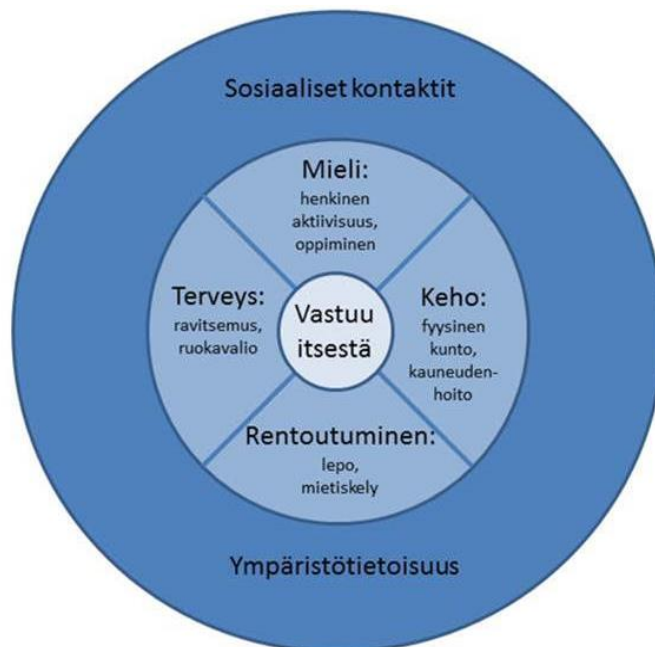 Sosiaaliset kontaktit
Mieli:
henkinen
aktiivisuus,
oppiminen
Terveys:
ravitsemus,
ruokavalio
Vastuu
itsestä
Keho:
fyysinen
kunto,
kauneuden-
hoito
Rentoutuminen:
lepo,
mietiskely
Ympäristötietoisuus